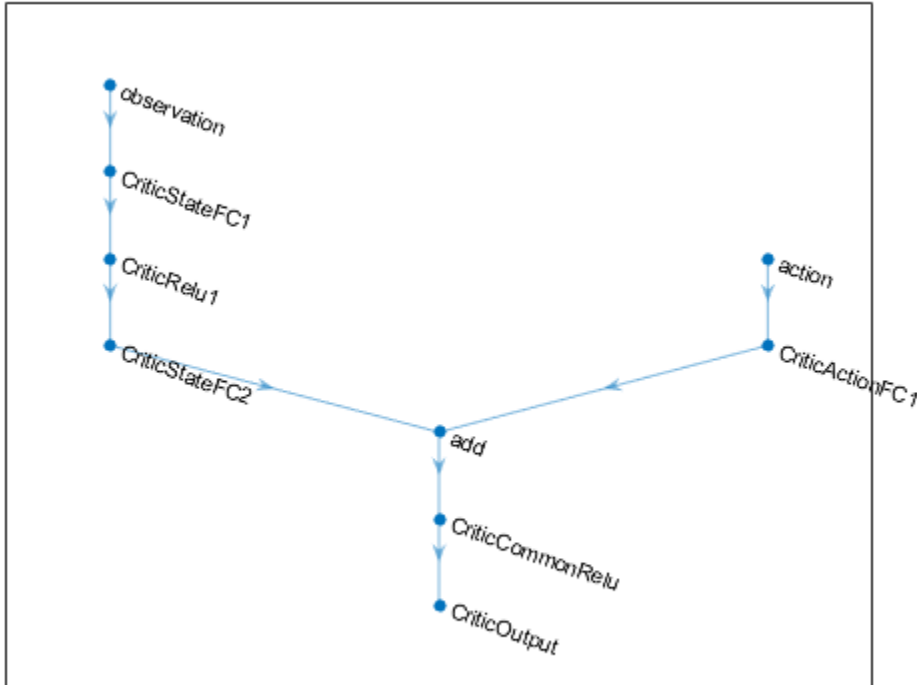 observation
CriticStateFC1
CriticRelu1
action
CriticStateFC2
CriticActionFC1
add
CriticCommonRelu
CriticOutput